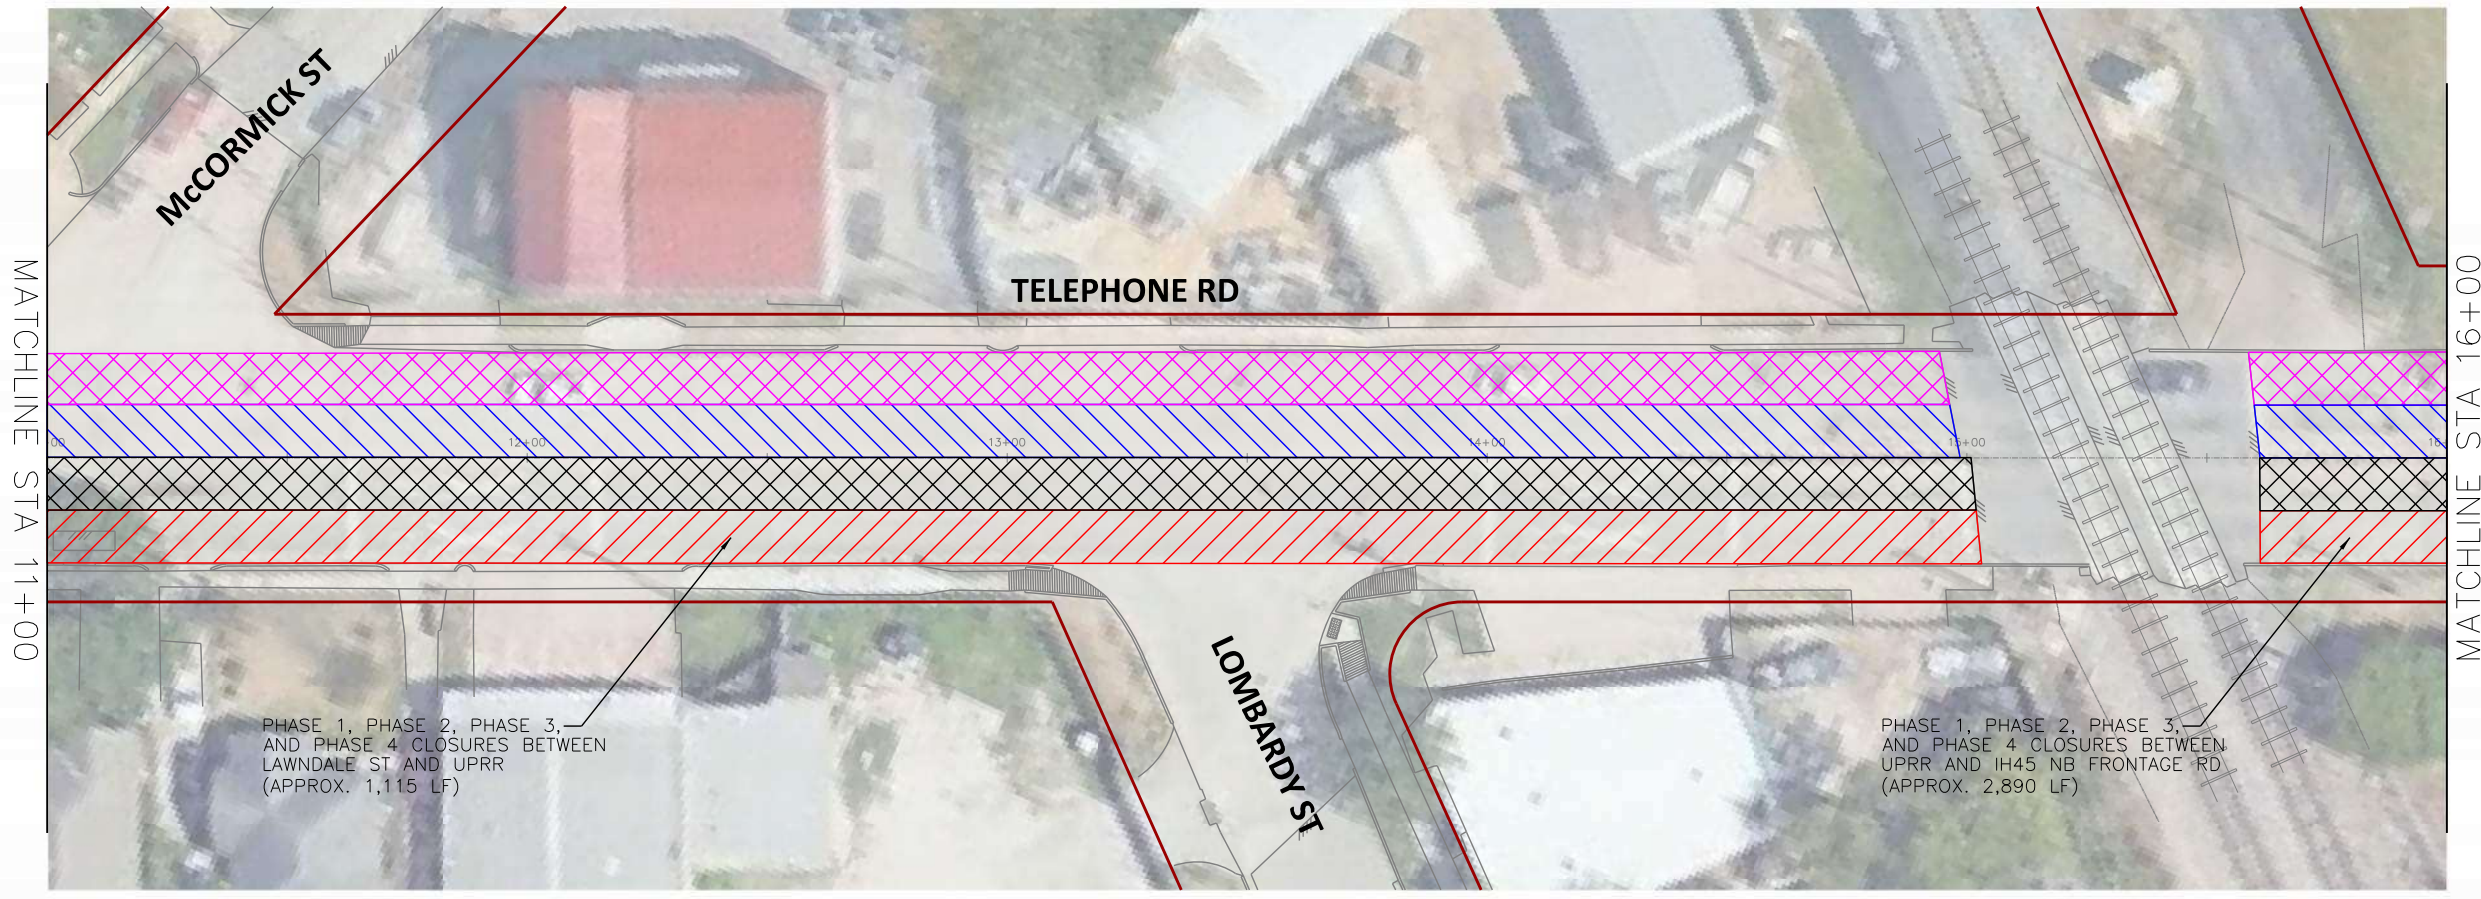 McCORMICK ST
TELEPHONE RD
MATCHLINE STA 11+00
MATCHLINE STA 16+00
00
12+00
13+00
14+00
15+00
16
LOMBARDY ST
PHASE 1, PHASE 2, PHASE 3,
AND PHASE 4 CLOSURES BETWEEN
LAWNDALE ST AND UPRR
(APPROX. 1,115 LF)
PHASE 1, PHASE 2, PHASE 3,
AND PHASE 4 CLOSURES BETWEEN
UPRR AND IH45 NB FRONTAGE RD
(APPROX. 2,890 LF)